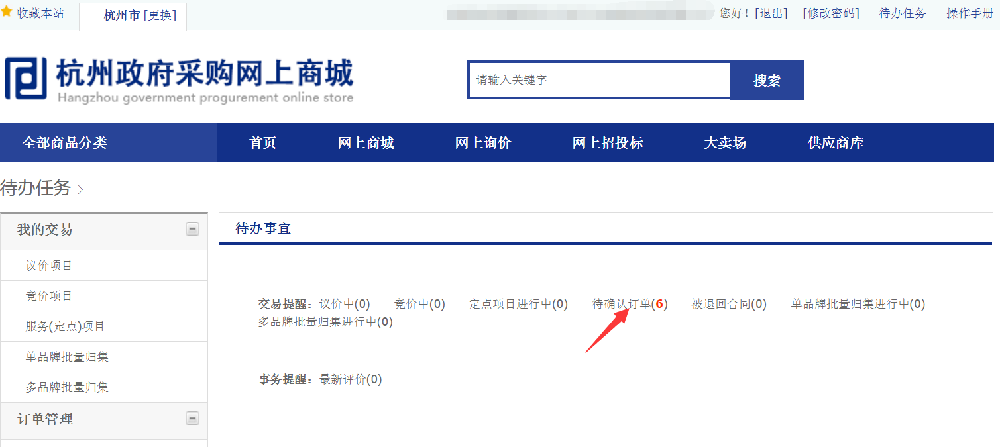 收藏本站
杭州市 [更换]
您好！[退出] [修改密码] 待办任务 操作手册
杭州政府采购网上商城
Hangzhou government progurement online store
请输入关键字
搜索
全部商品分类 首页 网上商城 网上询价 网上招投标 大卖场 供应商库
待办任务 >
我的交易
议价项目
竞价项目
服务(定点)项目
单品牌批量归集
多品牌批量归集
订单管理
待办事宜
交易提醒：议价中(0) 竞价中(0) 定点项目进行中(0) 待确认订单(6) 被退回合同(0) 单品牌批量归集进行中(0)
多品牌批量归集进行中(0)
事务提醒：最新评价(0)